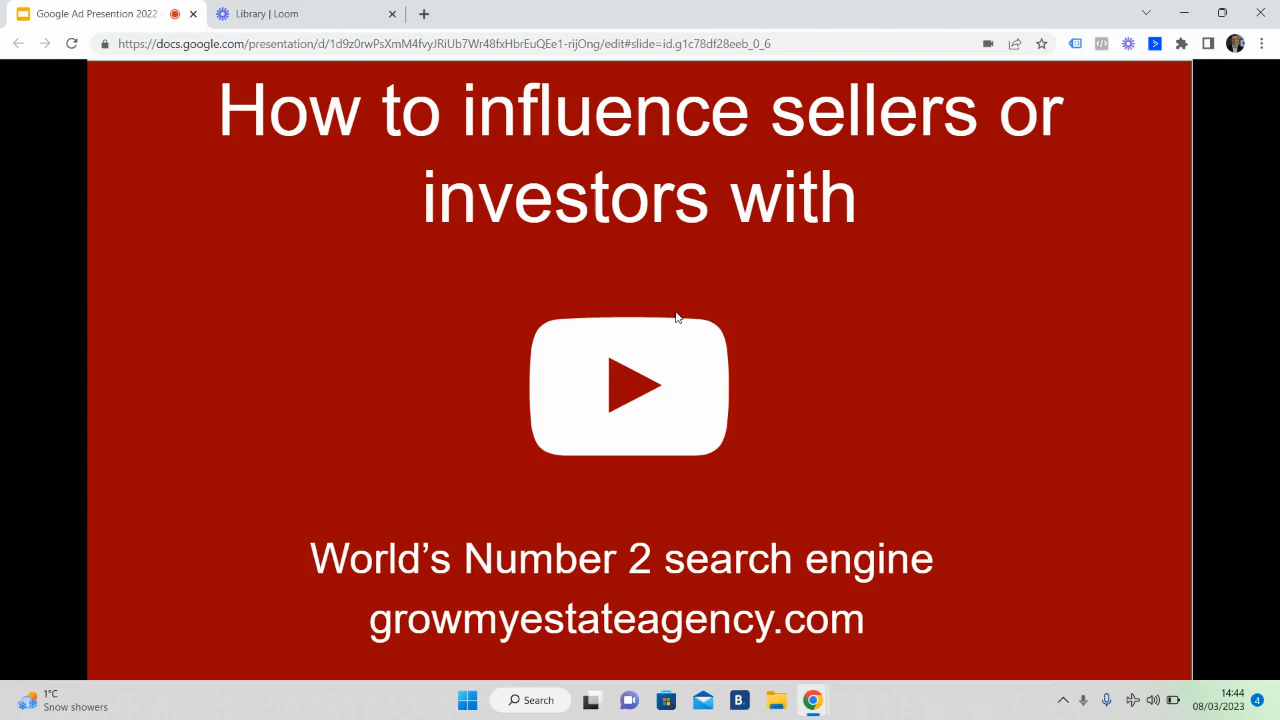 Google Ad Presention 2022
Library | Loom
https://docs.google.com/presentation/d/1d9z0rwPsXmM4fvyJRiUs7Wf48fxHbrEuQEe1-rijOng/edit#slide=id.g1c78df28eeb_0_6
How to influence sellers or
investors with
World’s Number 2 search engine
growmyestateagency.com
1°C
Snow showers
Search
B.
14:44
08/03/2023
4